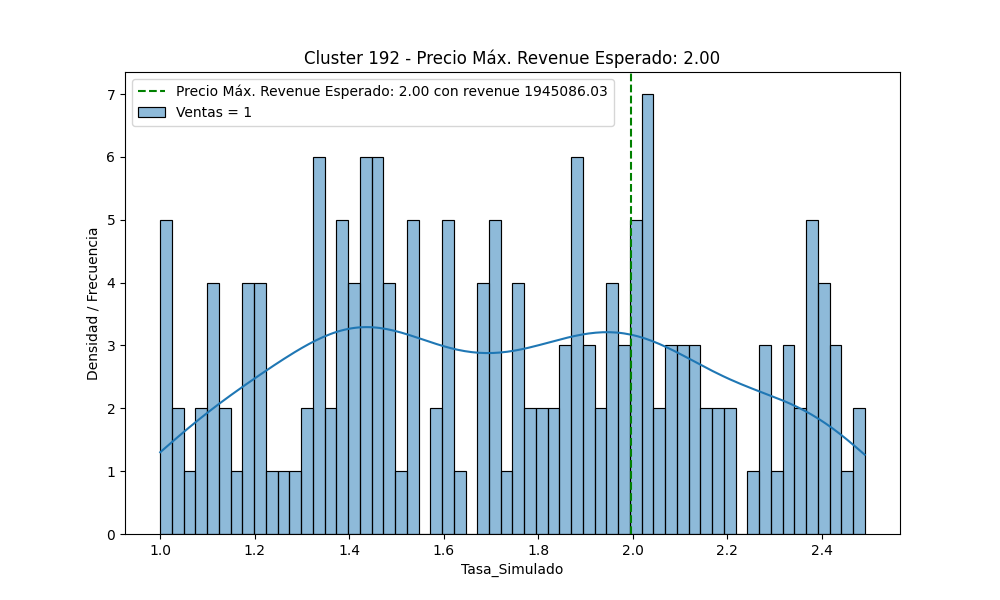 Cluster 192 - Precio Máx. Revenue Esperado: 2.00
Precio Máx. Revenue Esperado: 2.00 con revenue 1945086.03
Ventas = 1
Densidad / Frecuencia
7
6
5
4
3
2
1
0
1.0 1.2 1.4 1.6 1.8 2.0 2.2 2.4
Tasa_Simulado